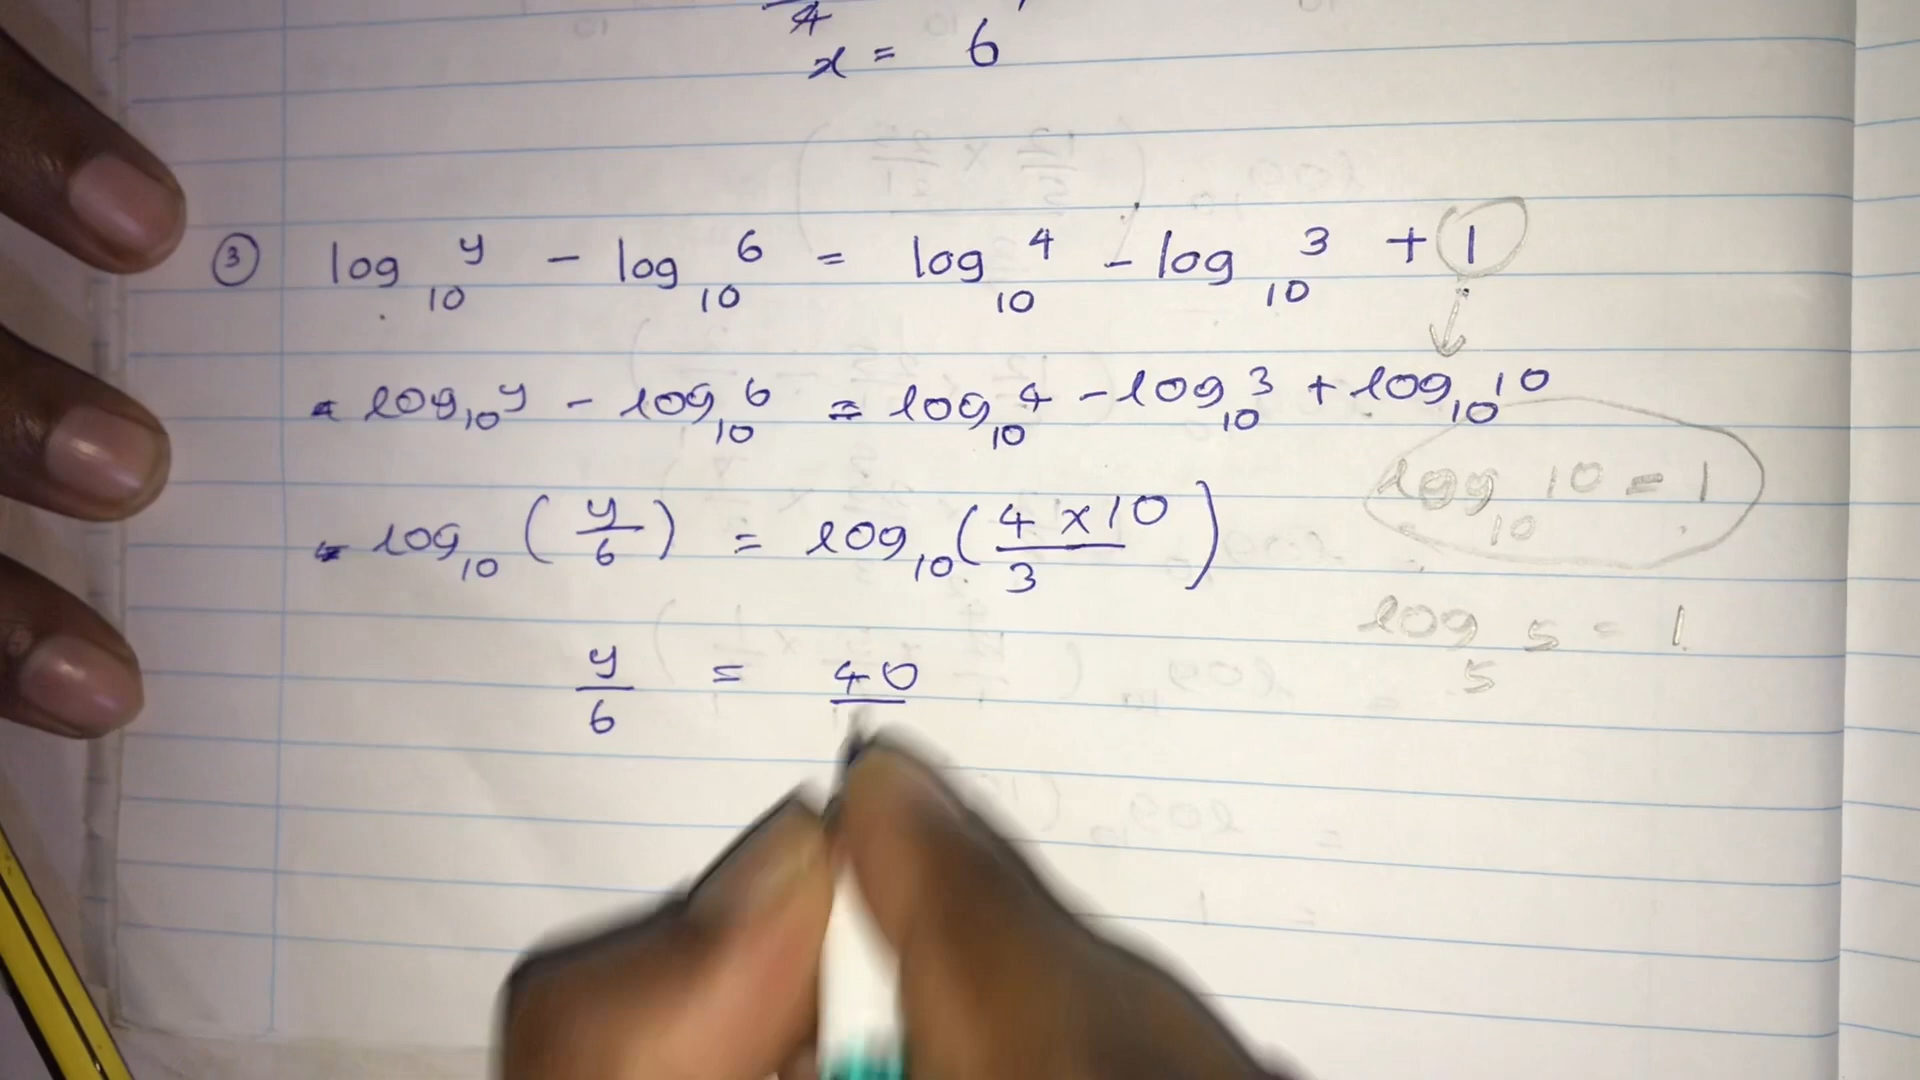 4
x = 6
③ log₁₀ y - log₁₀ 6 = log₁₀ 4 - log₁₀ 3 + 1
log₁₀ y - log₁₀ 6 = log₁₀ 4 - log₁₀ 3 + log₁₀ 10
log₁₀ 10 = 1
log₁₀ (y/6) = log₁₀ (4 x 10/3)
log₅ 5 = 1
y/6 = 40